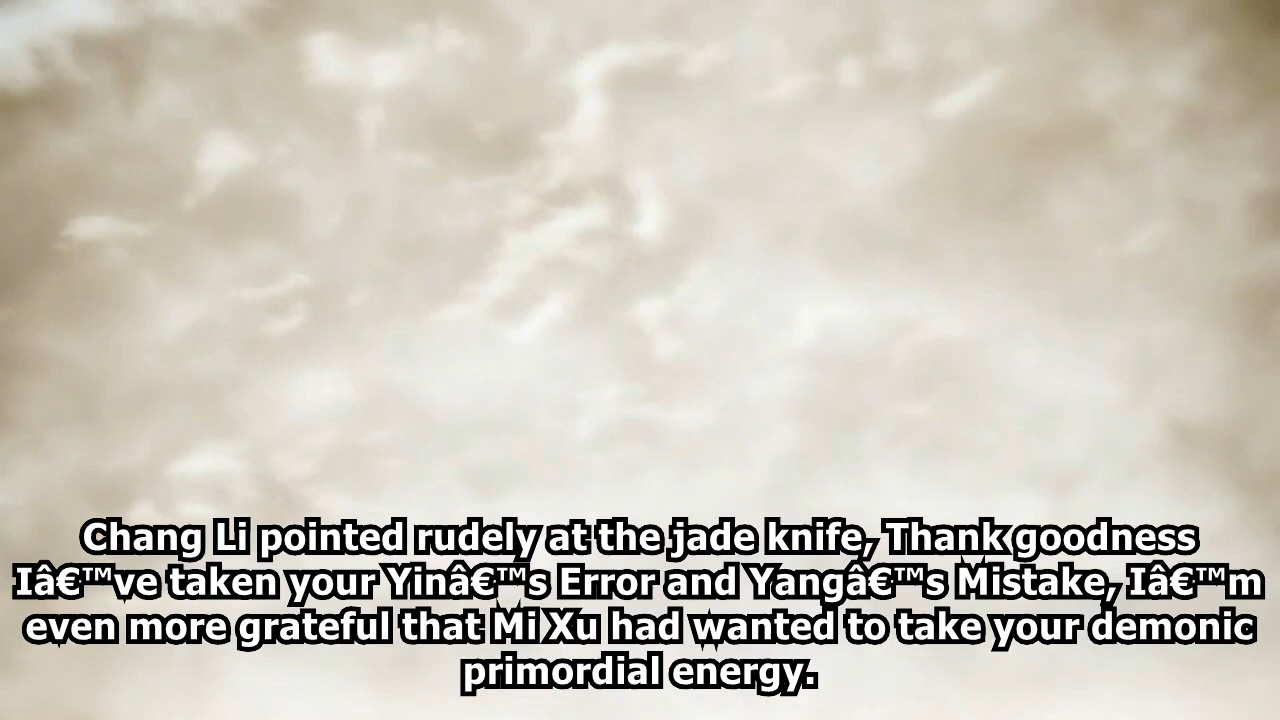 Chang Li pointed rudely at the jade knife, Thank goodness
Iâ€™ve taken your Yinâ€™s Error and Yangâ€™s Mistake, Iâ€™m
even more grateful that Mi Xu had wanted to take your demonic
primordial energy.